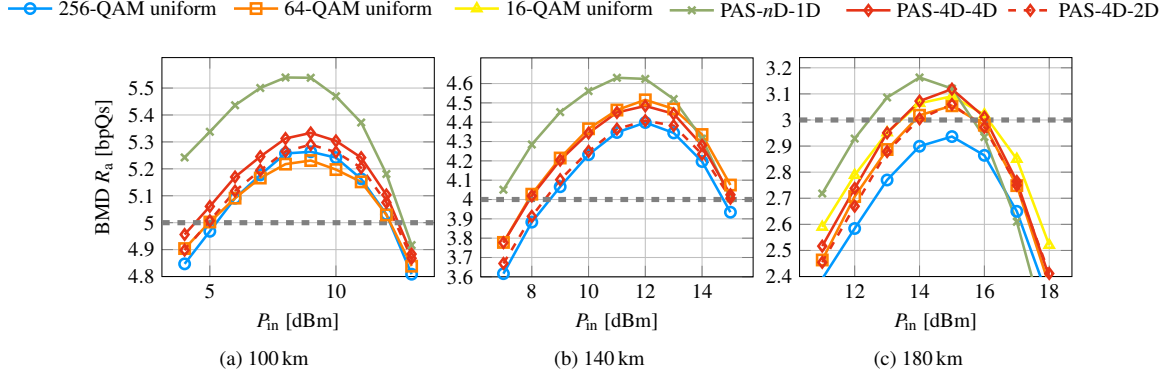 256-QAM uniform 64-QAM uniform 16-QAM uniform PAS-nD-1D PAS-4D-4D PAS-4D-2D
BMD Ra [bpQs]
5.5
5.4
5.3
5.2
5.1
5
4.9
4.8
5 10
Pin [dBm]
(a) 100 km
4.6
4.5
4.4
4.3
4.2
4.1
4
3.9
3.8
3.7
3.6
8 10 12 14
Pin [dBm]
(b) 140 km
3.2
3.1
3
2.9
2.8
2.7
2.6
2.5
2.4
12 14 16 18
Pin [dBm]
(c) 180 km